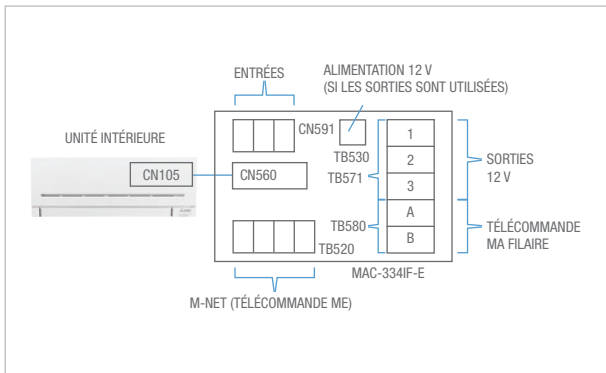 ENTRÉES
ALIMENTATION 12 V
(SI LES SORTIES SONT UTILISÉES)
UNITÉ INTÉRIEURE
CN591
CN105
CN560
TB530
TB571
1
2
3
SORTIES
12 V
TB580
A
B
TÉLÉCOMMANDE
MA FILAIRE
TB520
MAC-334IF-E
M-NET (TÉLÉCOMMANDE ME)